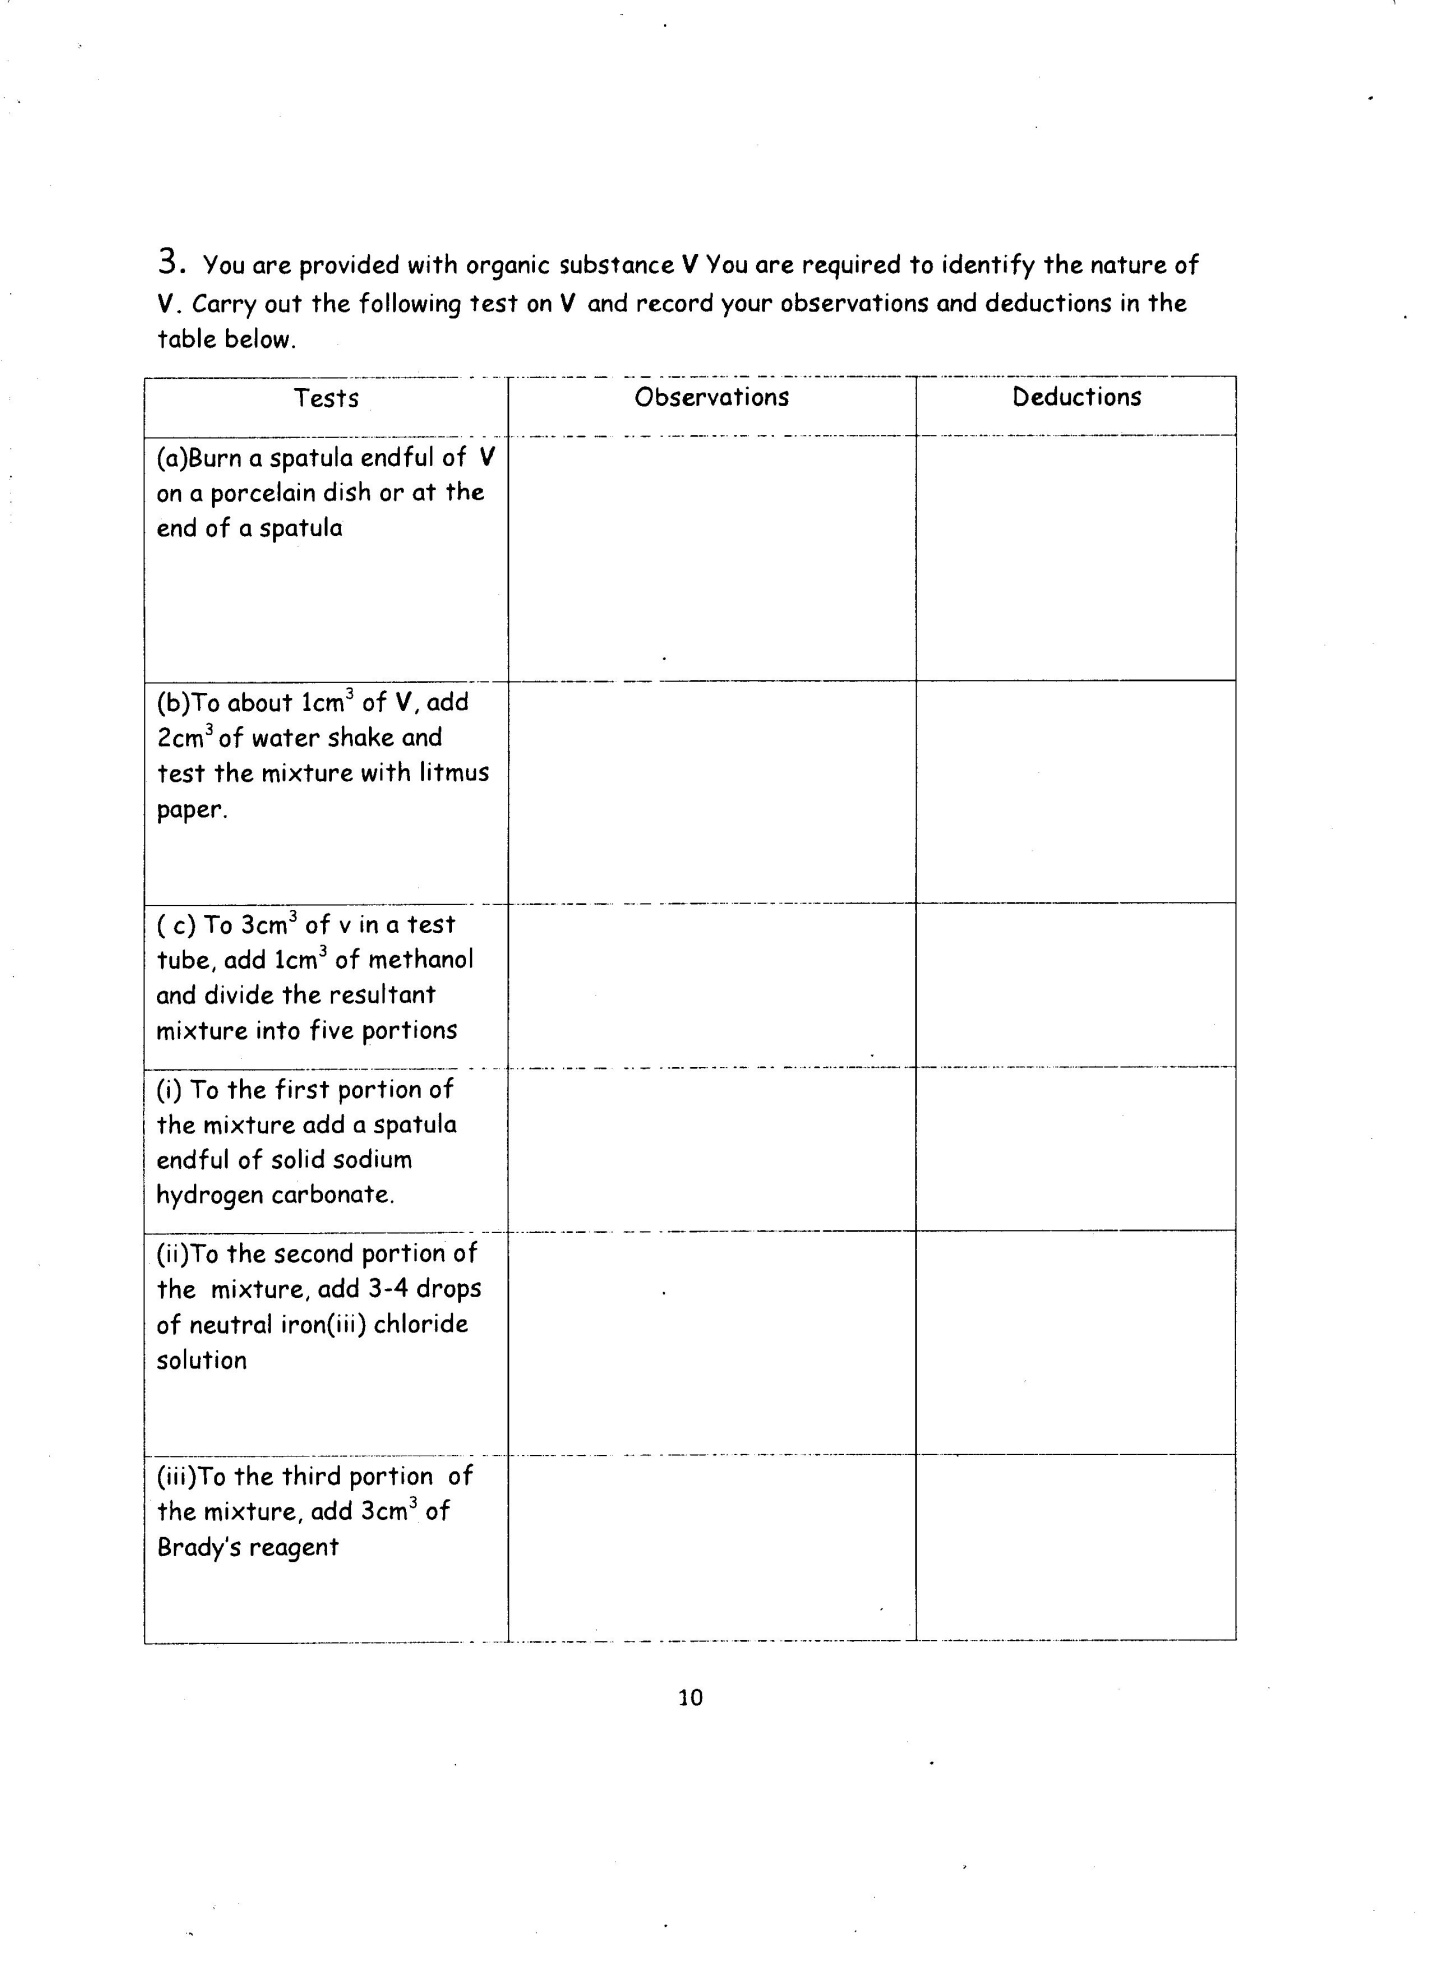 3. You are provided with organic substance V You are required to identify the nature of
V. Carry out the following test on V and record your observations and deductions in the
table below.
Tests Observations Deductions
(a)Burn a spatula endful of V
on a porcelain dish or at the
end of a spatula
(b)To about 1cm³ of V, add
2cm³ of water shake and
test the mixture with litmus
paper.
( c) To 3cm³ of v in a test
tube, add 1cm³ of methanol
and divide the resultant
mixture into five portions
(i) To the first portion of
the mixture add a spatula
endful of solid sodium
hydrogen carbonate.
(ii)To the second portion of
the mixture, add 3-4 drops
of neutral iron(iii) chloride
solution
(iii)To the third portion of
the mixture, add 3cm³ of
Brady's reagent
10